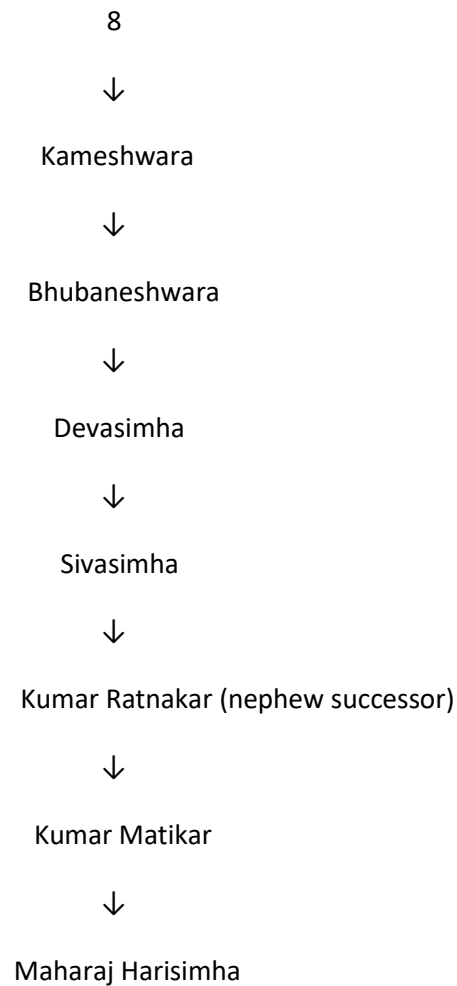 8
↓
Kameshwara
↓
Bhubaneshwara
↓
Devasimha
↓
Sivasimha
↓
Kumar Ratnakar (nephew successor)
↓
Kumar Matikar
↓
Maharaj Harisimha